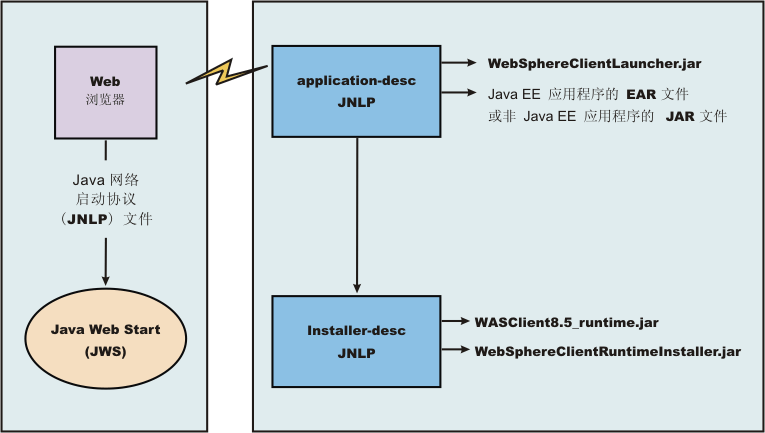 Web
浏览器
Java 网络
启动协议
（JNLP）文件
Java Web Start
(JWS)
application-desc
JNLP
WebSphereClientLauncher.jar
Java EE 应用程序的 EAR 文件
或非 Java EE 应用程序的 JAR 文件
Installer-desc
JNLP
WASClient8.5_runtime.jar
WebSphereClientRuntimeInstaller.jar